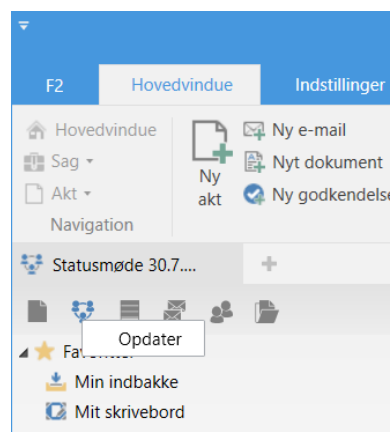 F2 Hovedvindue Indstillinger
Hovedvindue
Sag
Akt
Navigation
Ny
akt
Ny e-mail
Nyt dokument
Ny godkendelse
Statusmøde 30.7.... +
Opdater
Min indbakke
Mit skrivebord